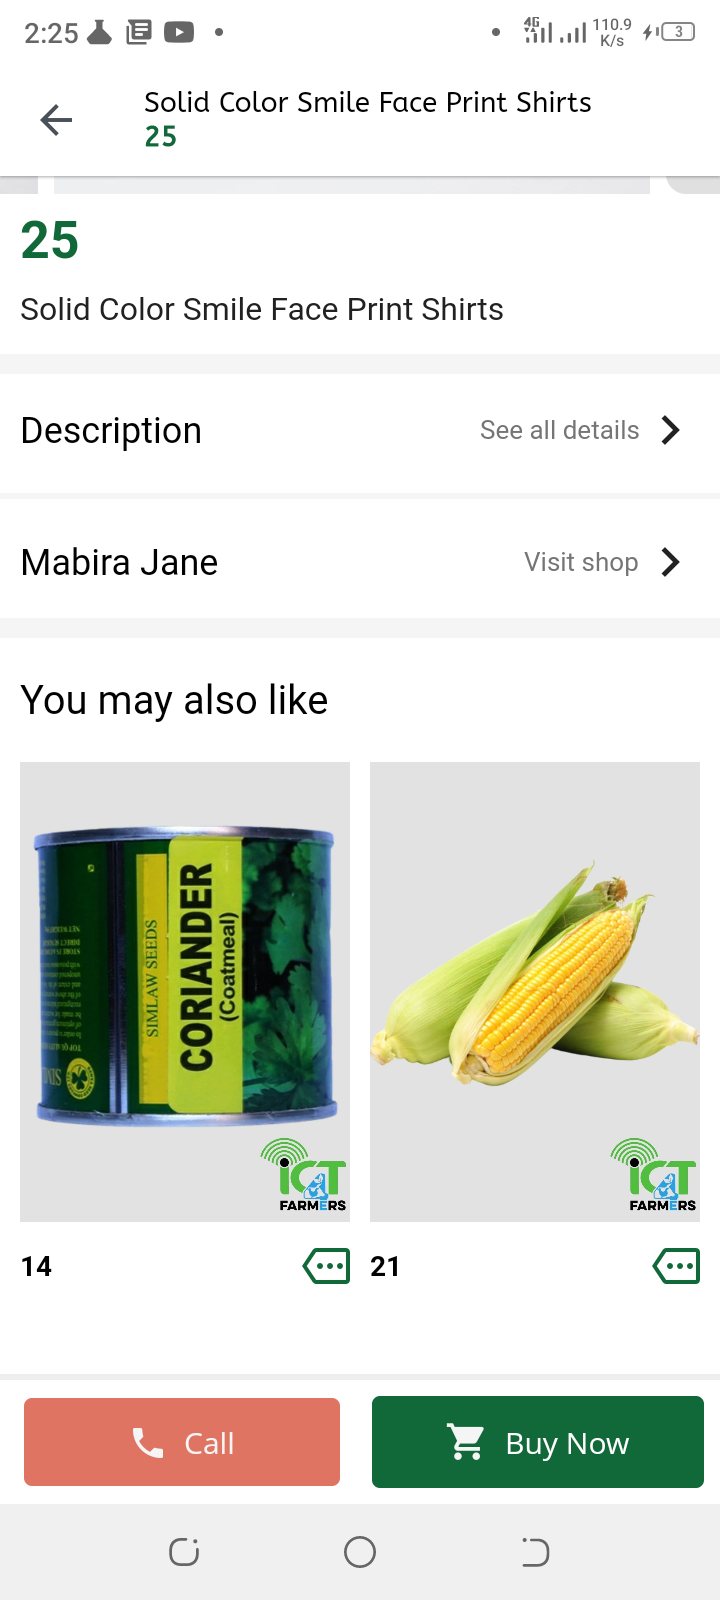 2:25
4G
110.9
K/s
3
Solid Color Smile Face Print Shirts
25
25
Solid Color Smile Face Print Shirts
Description
See all details
Mabira Jane
Visit shop
You may also like
SIMLAW SEEDS
CORIANDER
(Coatmeal)
iC4T
FARMERS
iC4T
FARMERS
14
21
Call
Buy Now